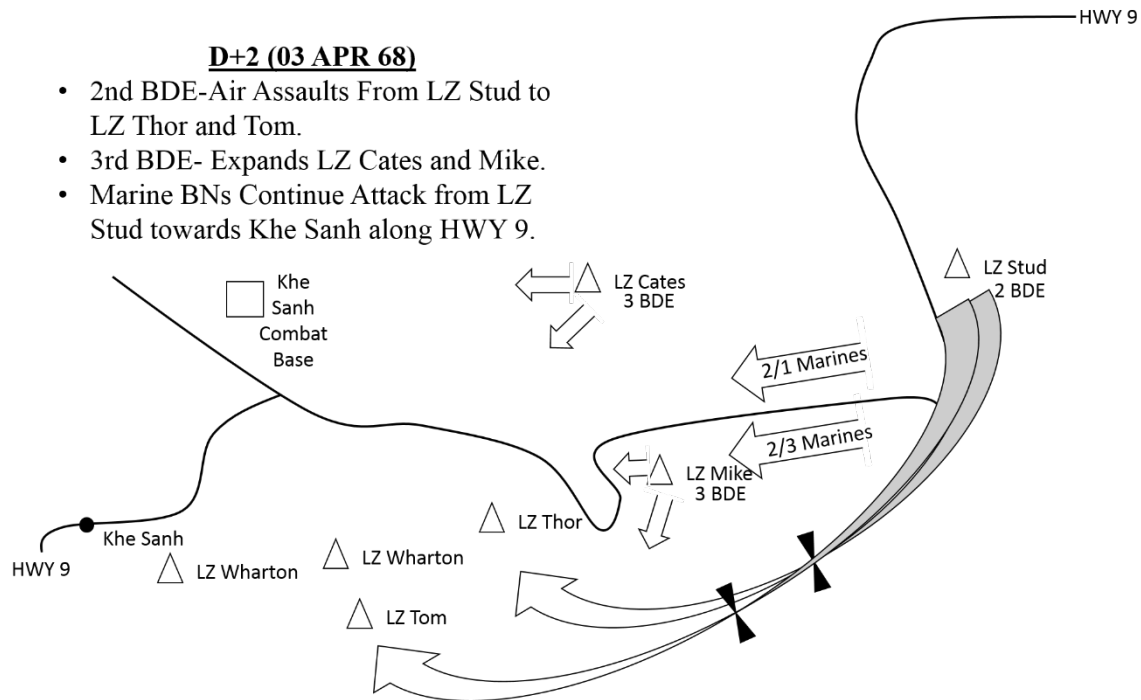 HWY 9
D+2 (03 APR 68)
• 2nd BDE-Air Assaults From LZ Stud to
LZ Thor and Tom.
• 3rd BDE- Expands LZ Cates and Mike.
• Marine BNs Continue Attack from LZ
Stud towards Khe Sanh along HWY 9.
Khe
Sanh
Combat
Base
LZ Cates
3 BDE
LZ Stud
2 BDE
2/1 Marines
2/3 Marines
LZ Mike
3 BDE
LZ Thor
Khe Sanh
LZ Wharton
HWY 9
LZ Wharton
LZ Tom